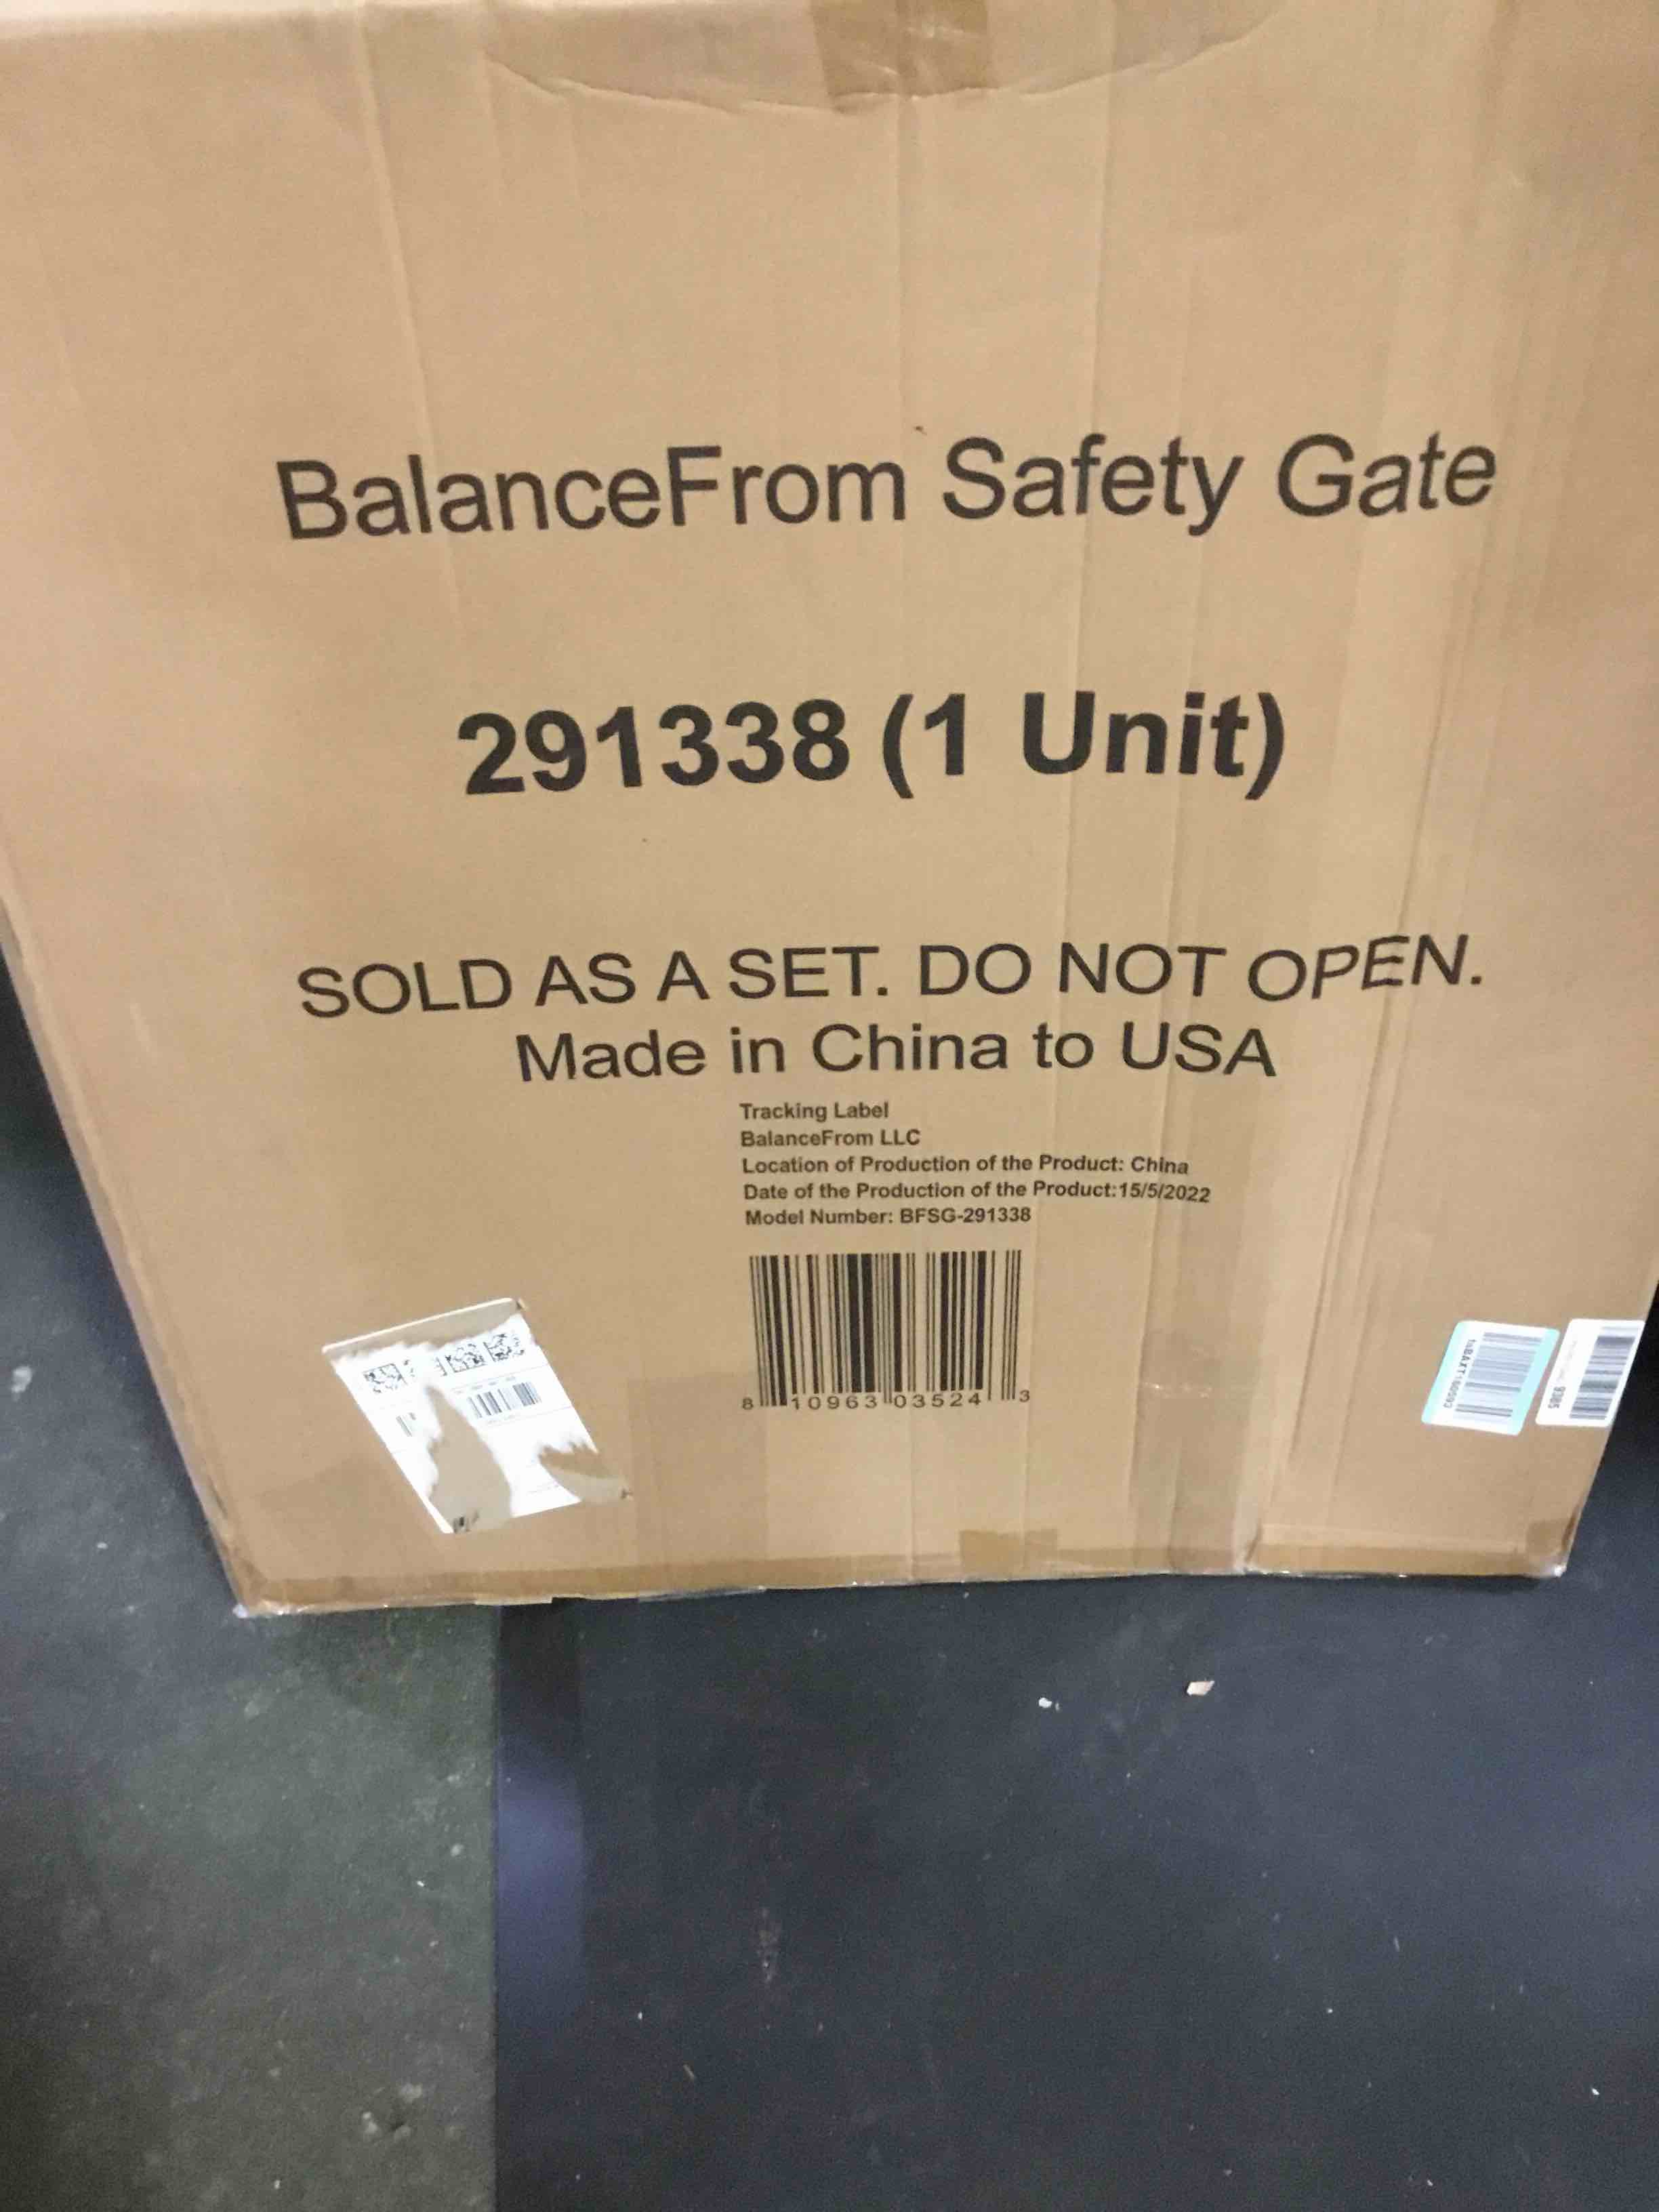 BalanceFrom Safety Gate
291338 (1 Unit)
SOLD AS A SET. DO NOT OPEN.
Made in China to USA
Tracking Label
BalanceFrom LLC
Location of Production of the Product: China
Date of the Production of the Product:15/5/2022
Model Number: BFSG-291338
8 10963 03524 3
9385